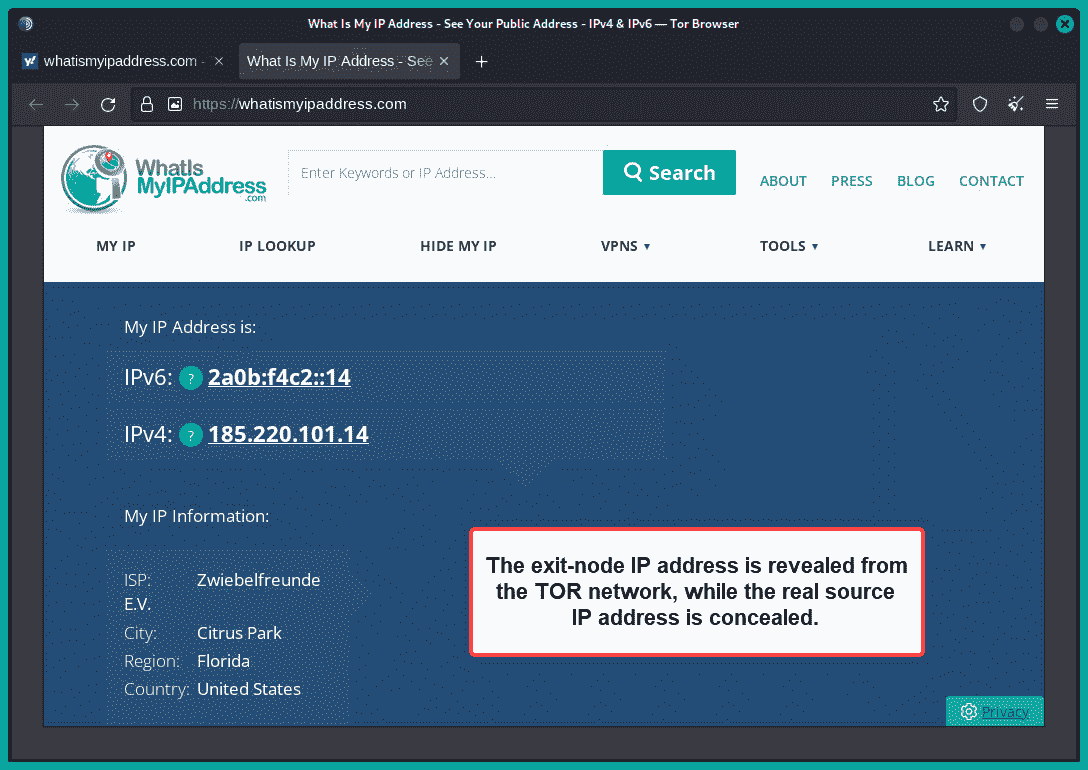 What Is My IP Address - See Your Public Address - IPv4 & IPv6 — Tor Browser
whatismyipaddress.com -
What Is My IP Address - See
https://whatismyipaddress.com
WhatIs
MyIPAddress
.com
Enter Keywords or IP Address...
Search
ABOUT
PRESS
BLOG
CONTACT
MY IP
IP LOOKUP
HIDE MY IP
VPNS
TOOLS
LEARN
My IP Address is:
IPv6: ? 2a0b:f4c2::14
IPv4: ? 185.220.101.14
My IP Information:
ISP: Zwiebelfreunde
E.V.
City: Citrus Park
Region: Florida
Country: United States
The exit-node IP address is revealed from
the TOR network, while the real source
IP address is concealed.
Privacy